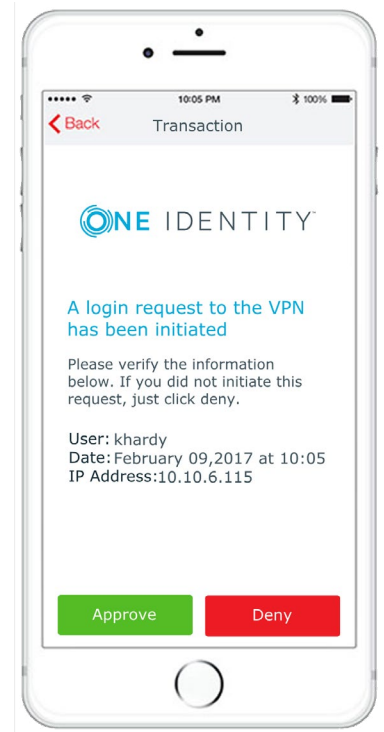 10:05 PM 100%
Back Transaction
ONE IDENTITY
A login request to the VPN
has been initiated
Please verify the information
below. If you did not initiate this
request, just click deny.
User: khardy
Date: February 09,2017 at 10:05
IP Address:10.10.6.115
Approve Deny